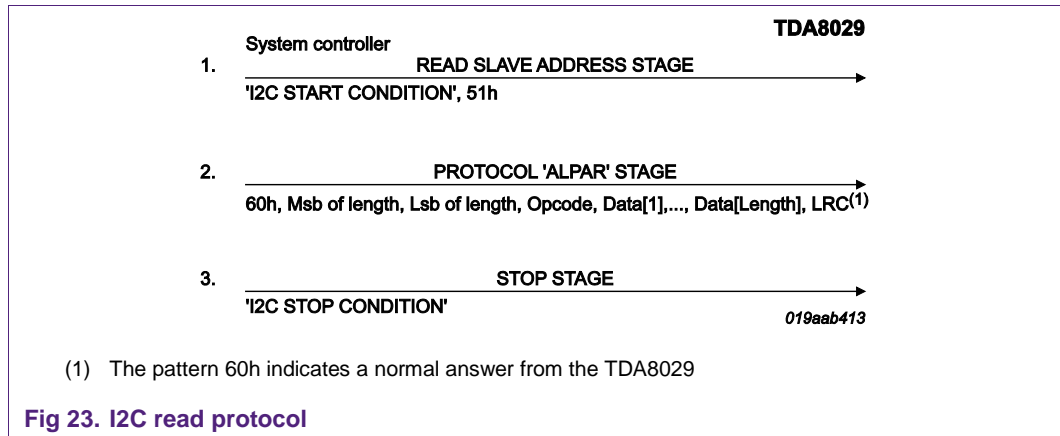 TDA8029
System controller
1. READ SLAVE ADDRESS STAGE
'I2C START CONDITION', 51h
2. PROTOCOL 'ALPAR' STAGE
60h, Msb of length, Lsb of length, Opcode, Data[1],..., Data[Length], LRC(1)
3. STOP STAGE
'I2C STOP CONDITION'
019aab413
(1) The pattern 60h indicates a normal answer from the TDA8029
Fig 23. I2C read protocol